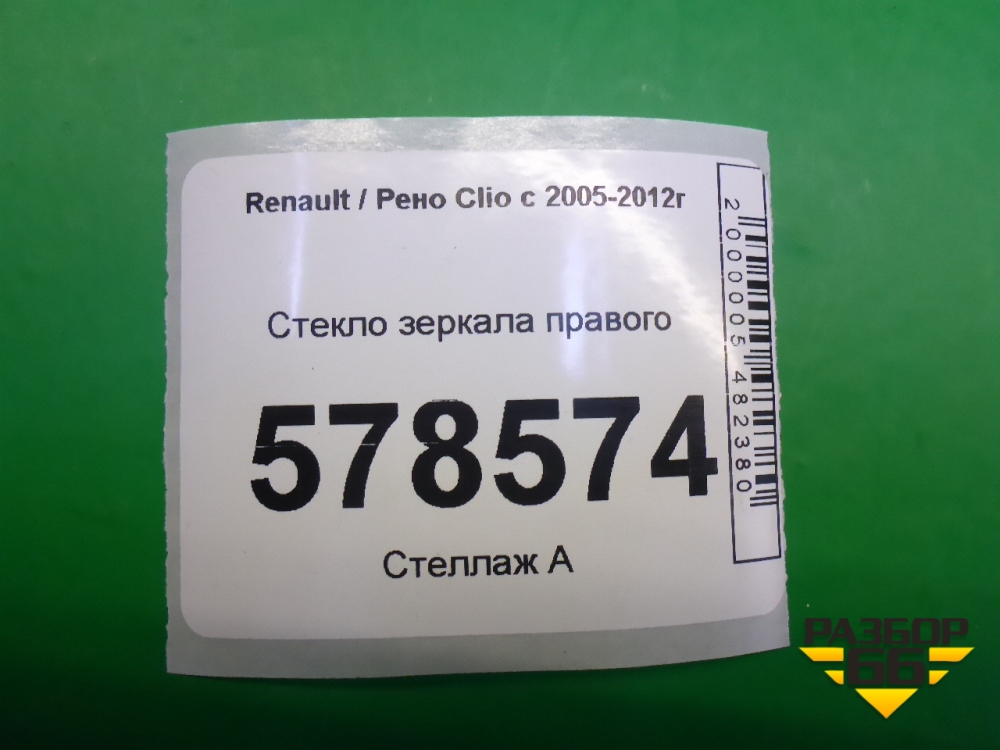 Renault / Рено Clio с 2005-2012г
Стекло зеркала правого
578574
Стеллаж А
2000005482380
РАЗБОР
66